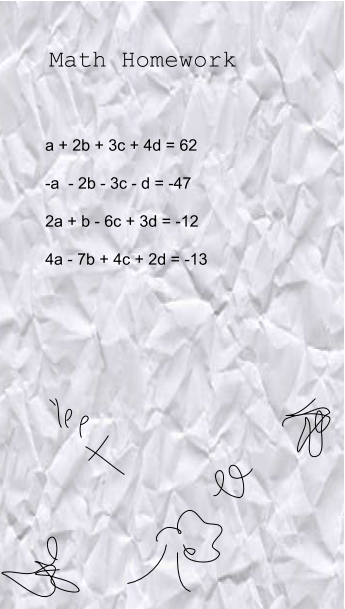 Math Homework
a + 2b + 3c + 4d = 62
-a - 2b - 3c - d = -47
2a + b - 6c + 3d = -12
4a - 7b + 4c + 2d = -13